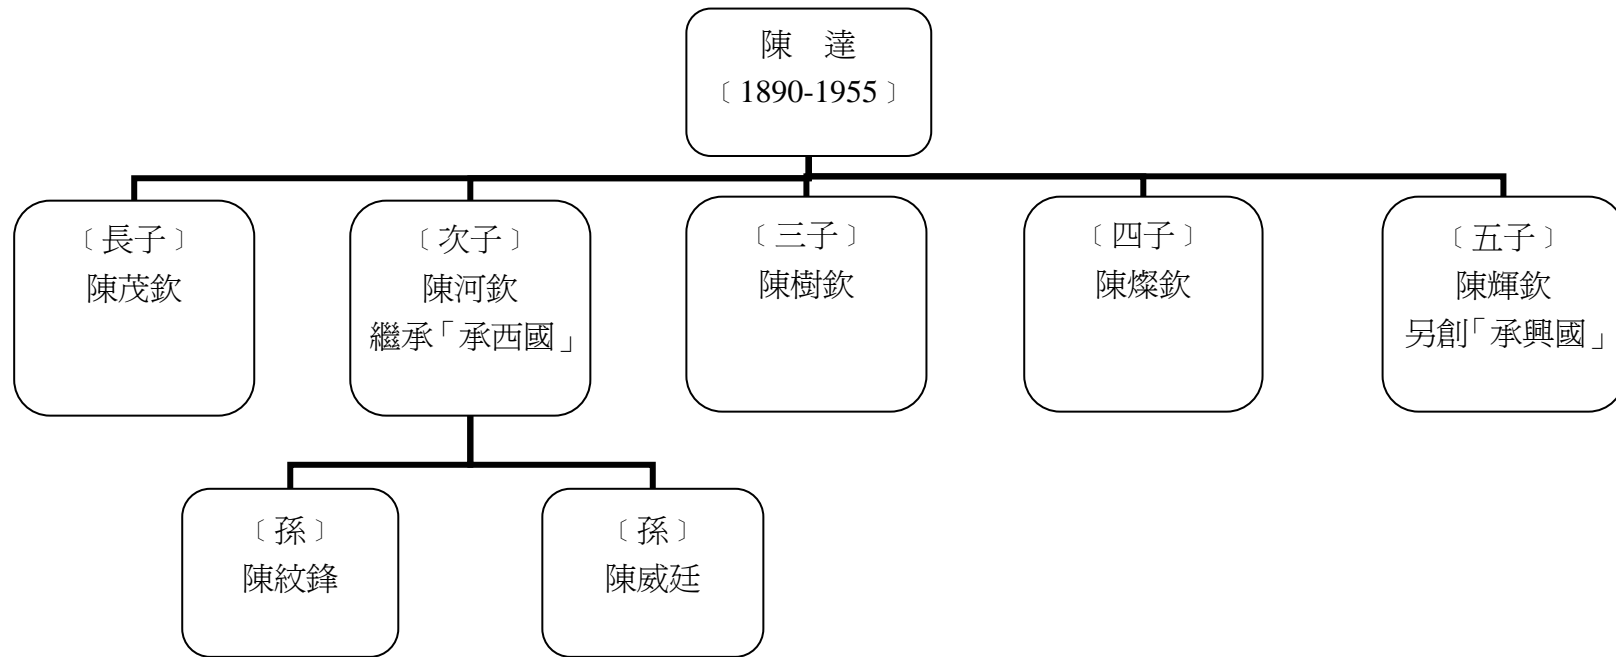 陳　達
﹝1890-1955﹞
﹝長子﹞
陳茂欽
﹝次子﹞
陳河欽
繼承「承西國」
﹝三子﹞
陳樹欽
﹝四子﹞
陳燦欽
﹝五子﹞
陳輝欽
另創「承興國」
﹝孫﹞
陳紋鋒
﹝孫﹞
陳威廷